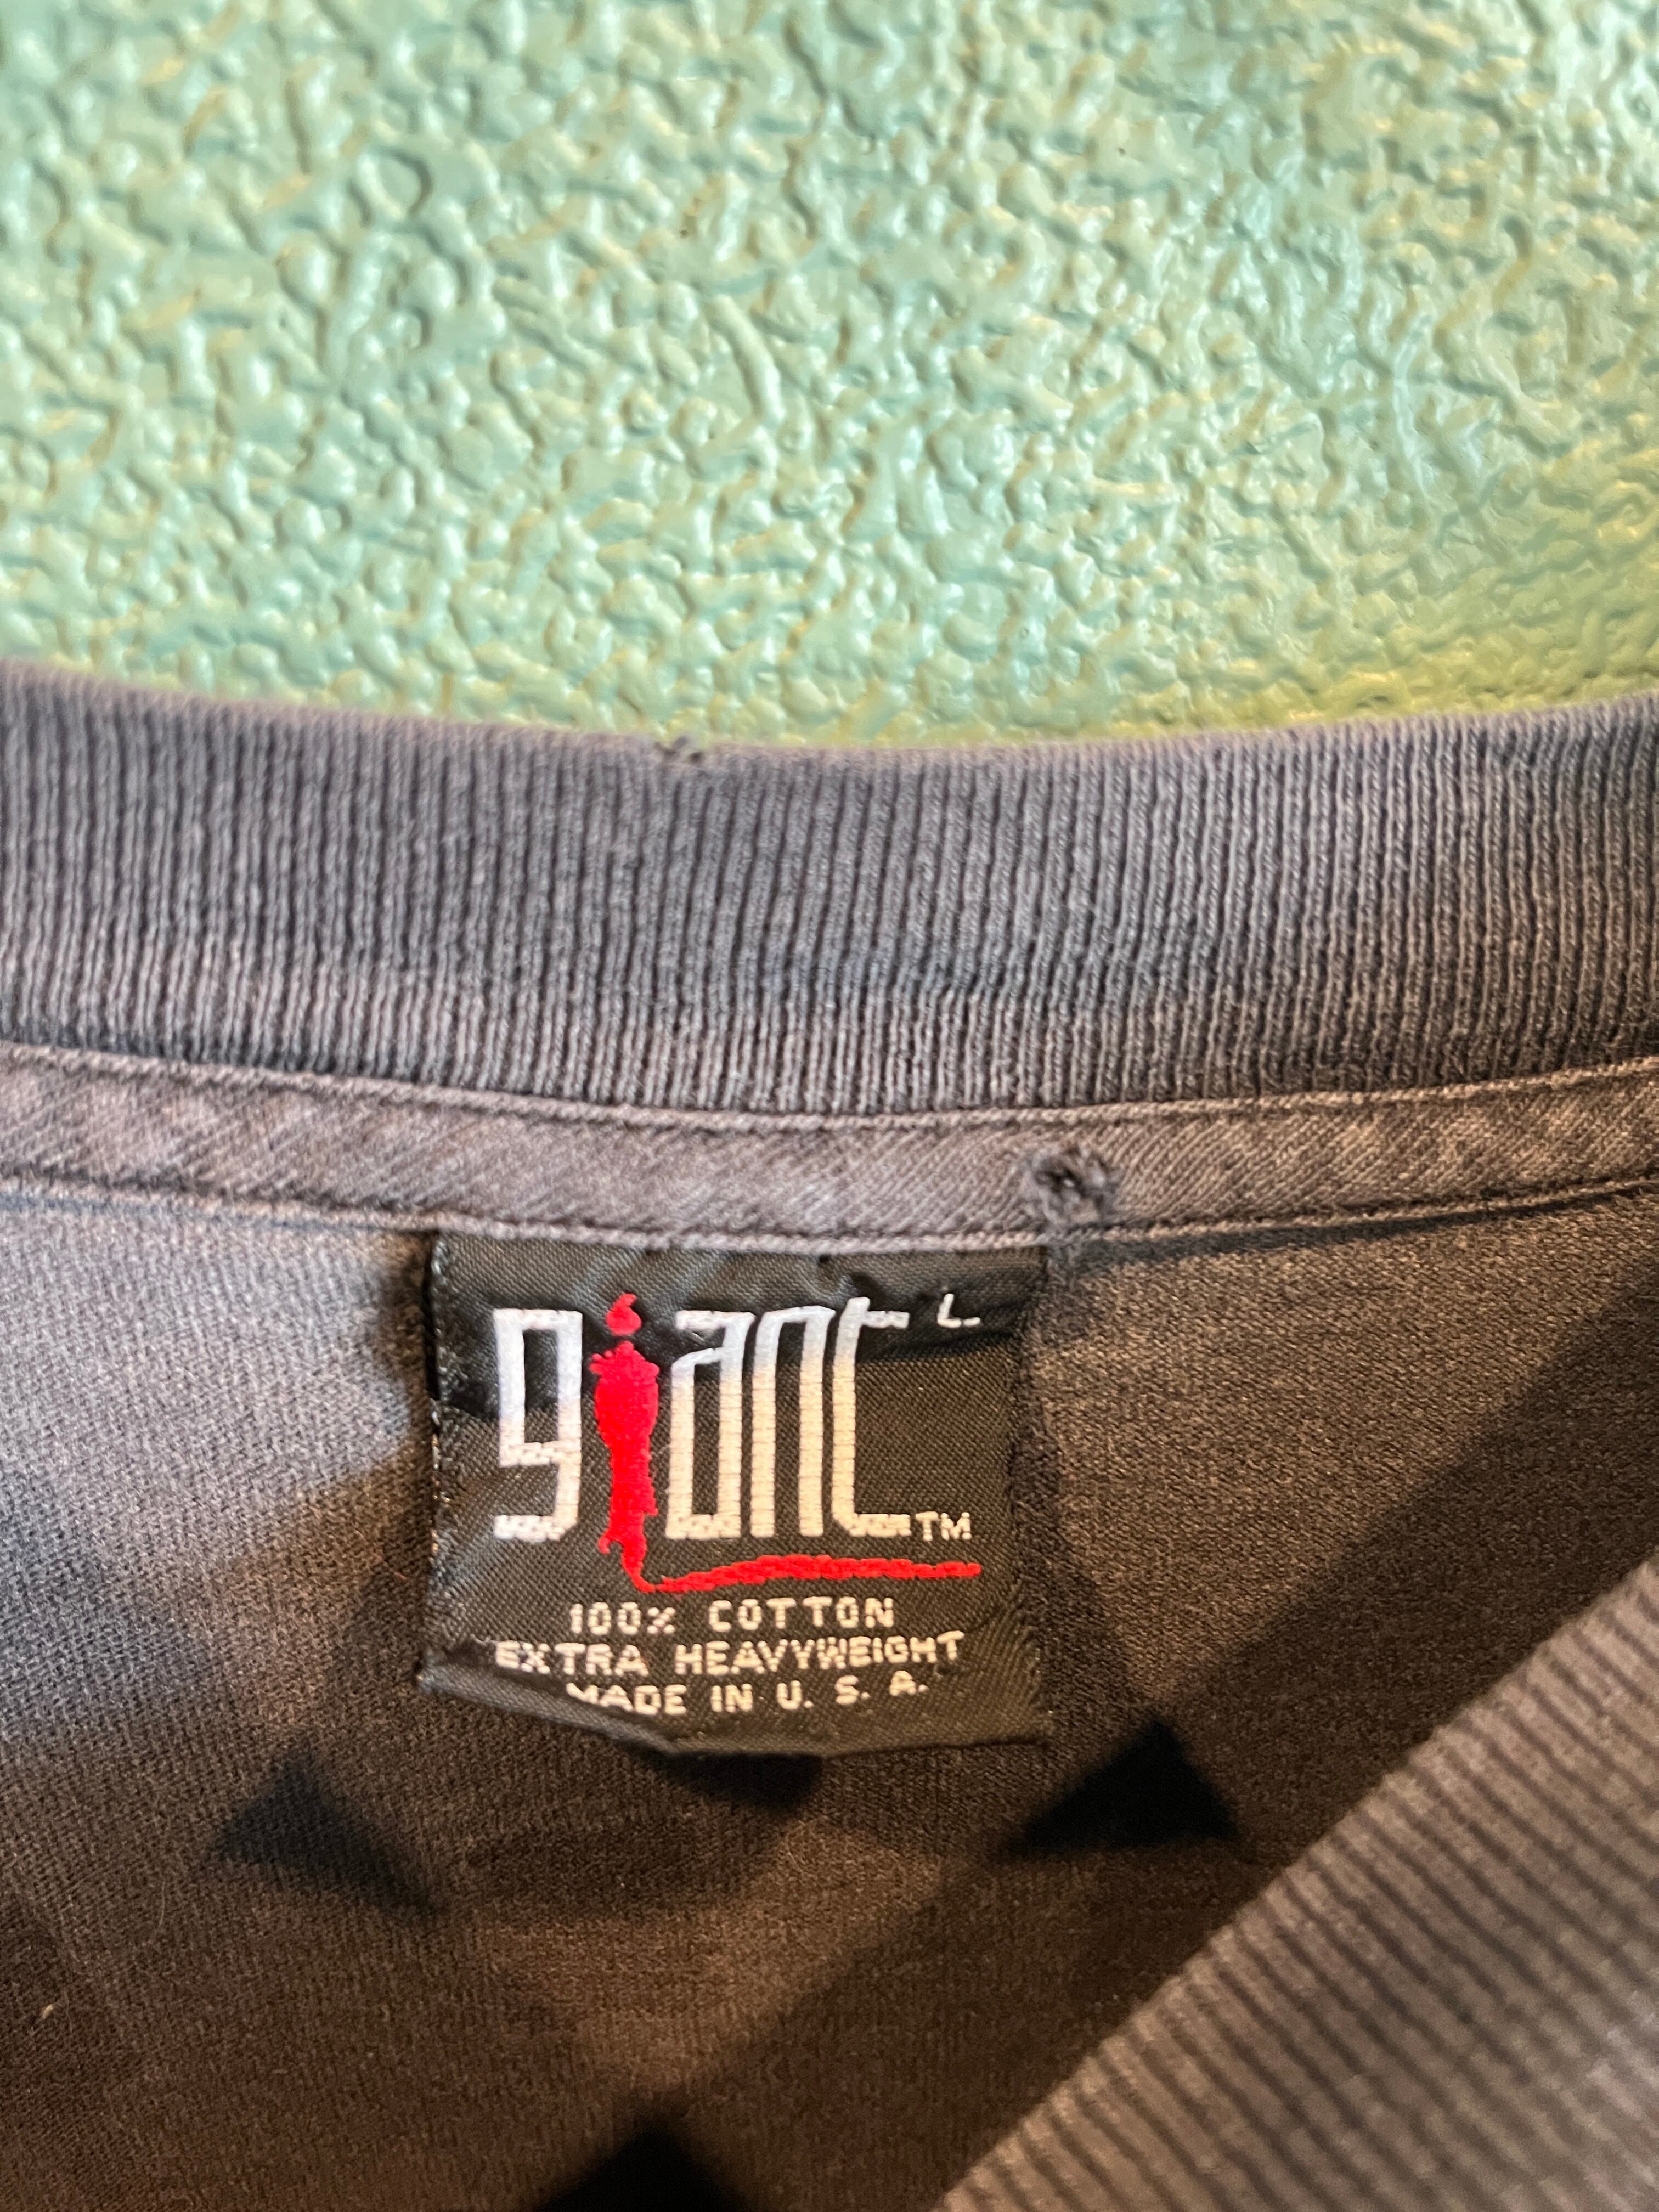 giant L
TM
100% COTTON
EXTRA HEAVYWEIGHT
MADE IN U. S. A.